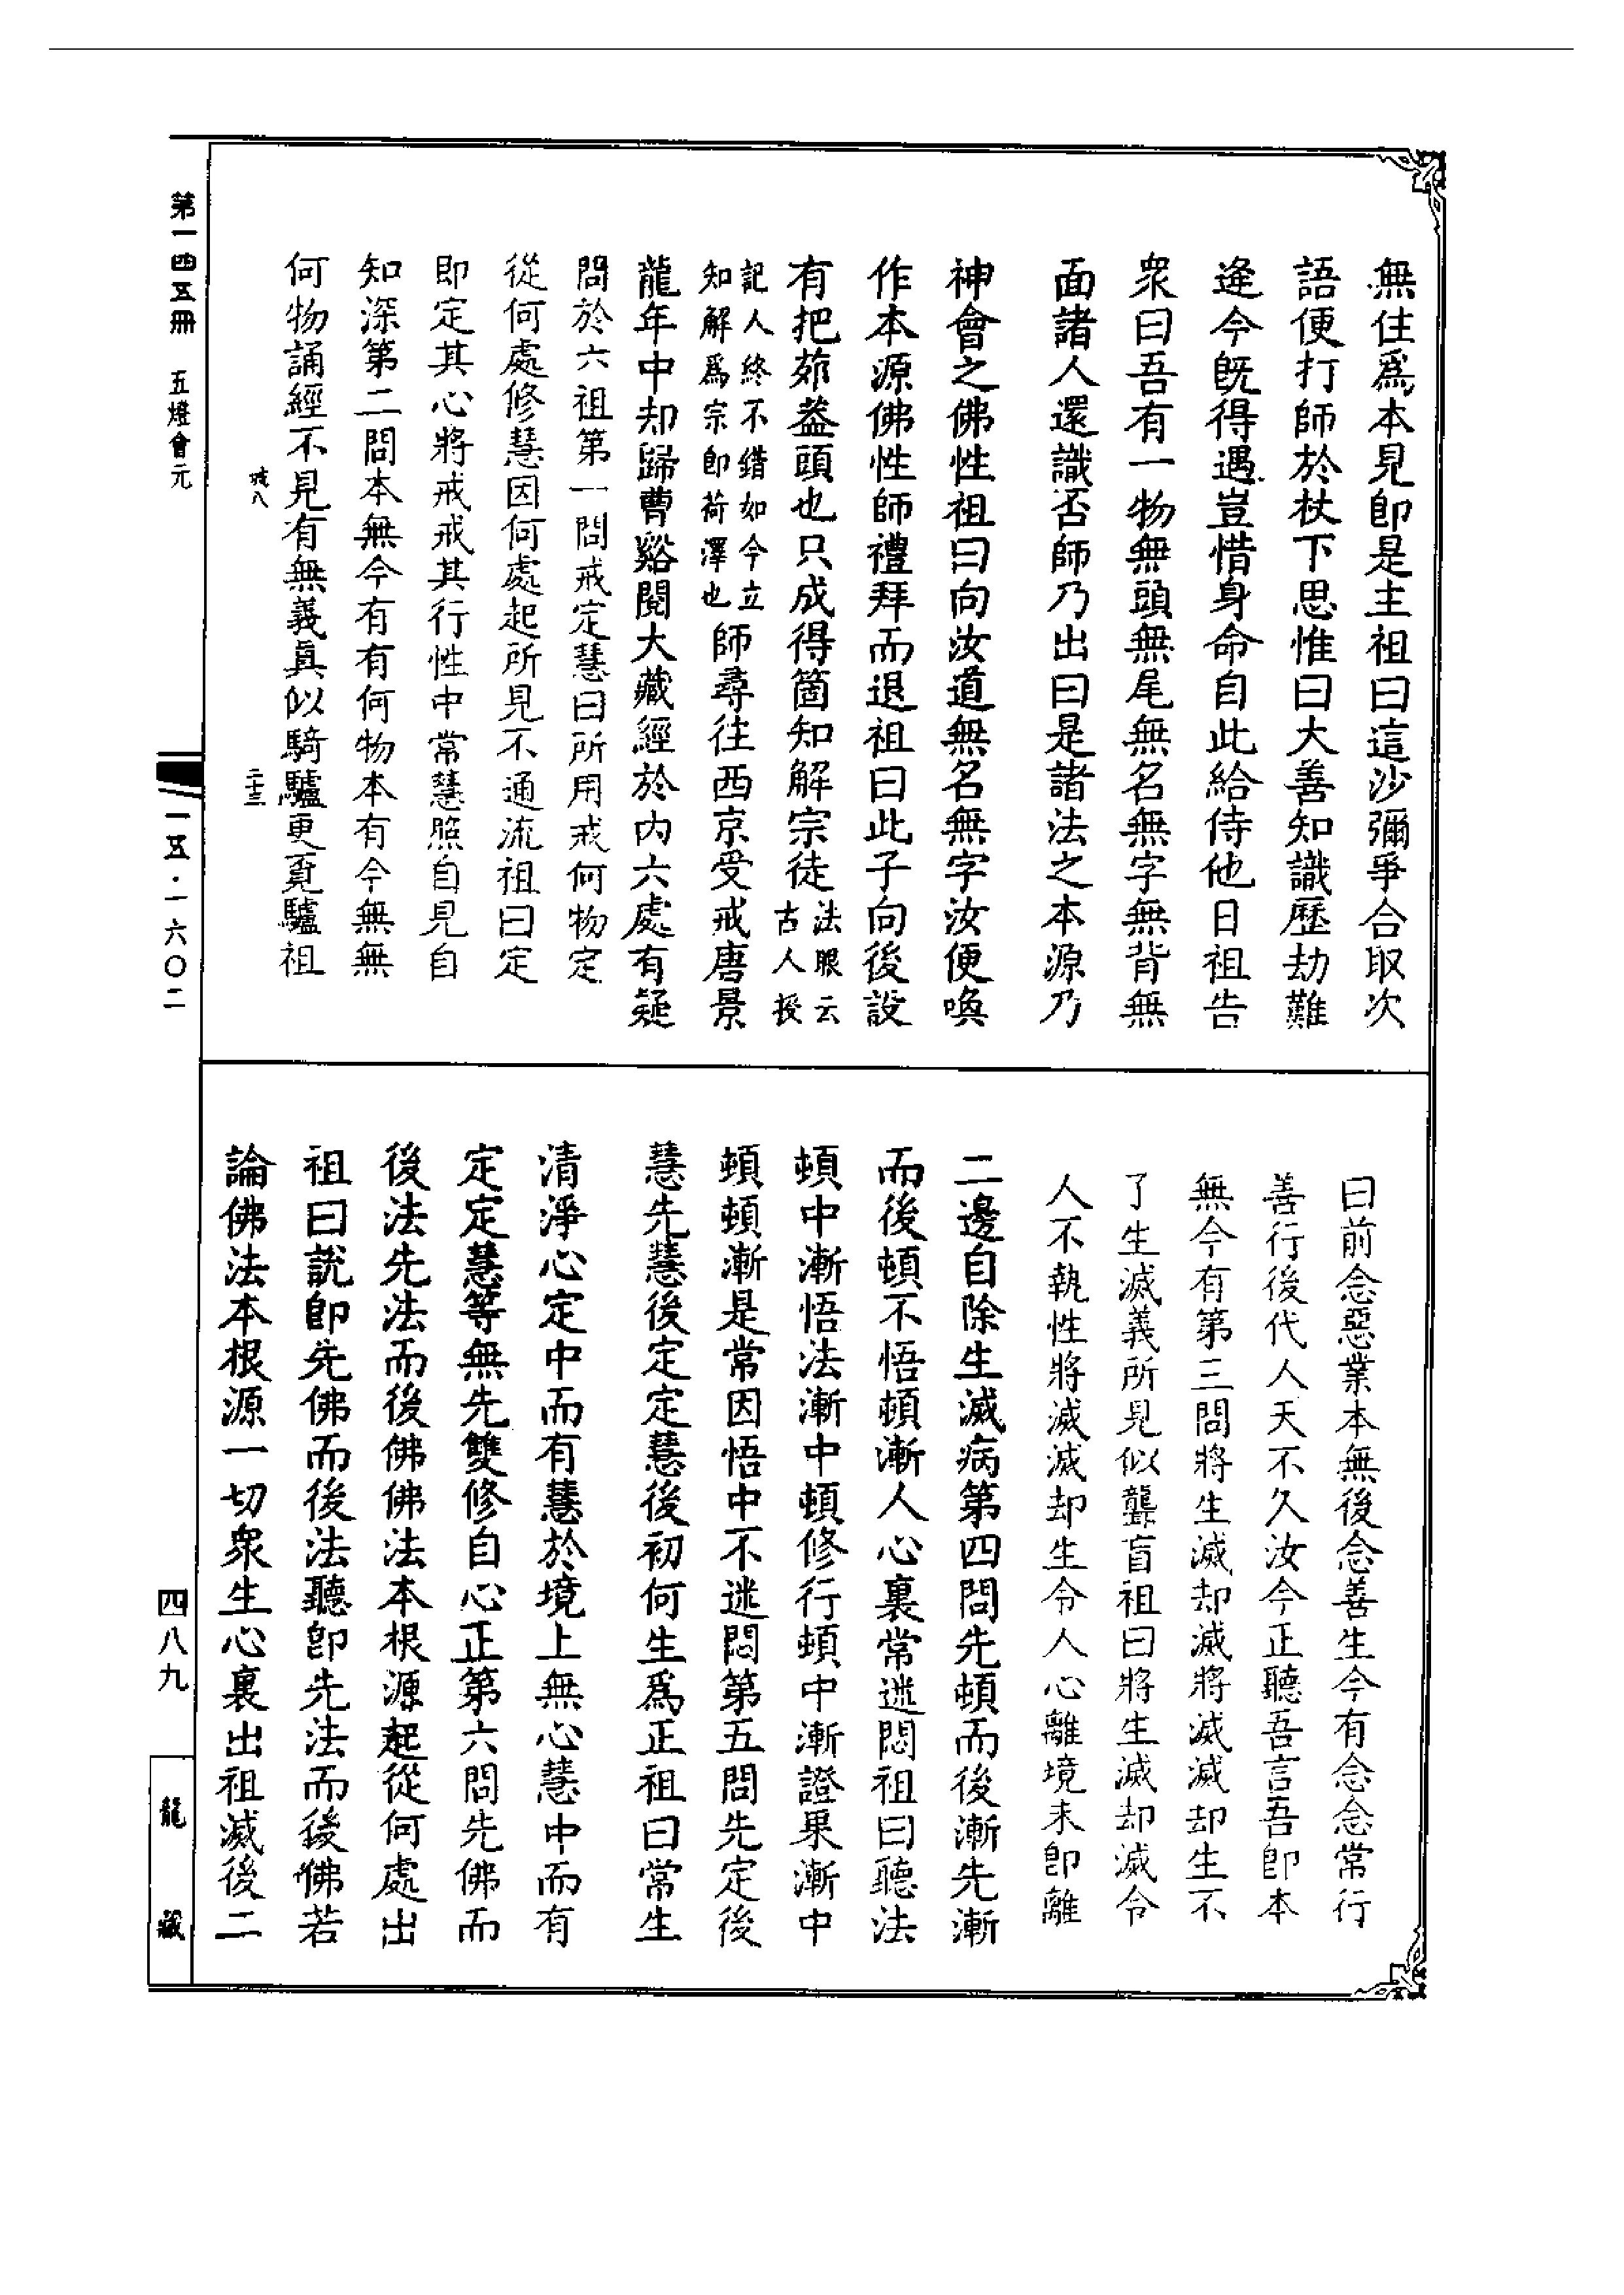 無住爲本見卽是主祖曰這沙彌爭合取次
語便打師於杖下思惟曰大善知識歷劫難
逢今旣得遇豈惜身命自此給侍他日祖告
衆曰吾有一物無頭無尾無名無字無背無
面諸人還識否師乃出曰是諸法之本源乃
神會之佛性祖曰向汝道無名無字汝便喚
作本源佛性師禮拜而退祖曰此子向後設
有把茆葢頭也只成得箇知解宗徒法眼云古人授
記人終不錯如今立知解爲宗卽荷澤也師尋往西京受戒唐景
龍年中却歸曹谿閱大藏經於內六處有疑
問於六祖第一問戒定慧曰所用戒何物定
從何處修慧因何處起所見不通流祖曰定
即定其心將戒戒其行性中常慧照自見自
知深第二問本無今有有何物本有今無無
何物誦經不見有無義真似騎驢更覓驢祖
城八
二十三
曰前念惡業本無後念善生今有念念常行
善行後代人天不久汝今正聽吾言吾卽本
無今有第三問將生滅却滅將滅滅却生不
了生滅義所見似聾盲祖曰將生滅却滅令
人不執性將滅滅却生令人心離境未卽離
二邊自除生滅病第四問先頓而後漸先漸
而後頓不悟頓漸人心裏常迷悶祖曰聽法
頓中漸悟法漸中頓修行頓中漸證果漸中
頓頓漸是常因悟中不迷悶第五問先定後
慧先慧後定定慧後初何生爲正祖曰常生
清淨心定中而有慧於境上無心慧中而有
定定慧等無先雙修自心正第六問先佛而
後法先法而後佛佛法本根源起從何處出
祖曰說卽先佛而後法聽卽先法而後佛若
論佛法本根源一切衆生心裏出祖滅後二
第一四五冊 五燈會元
一五·一六〇二
四八九
龍藏